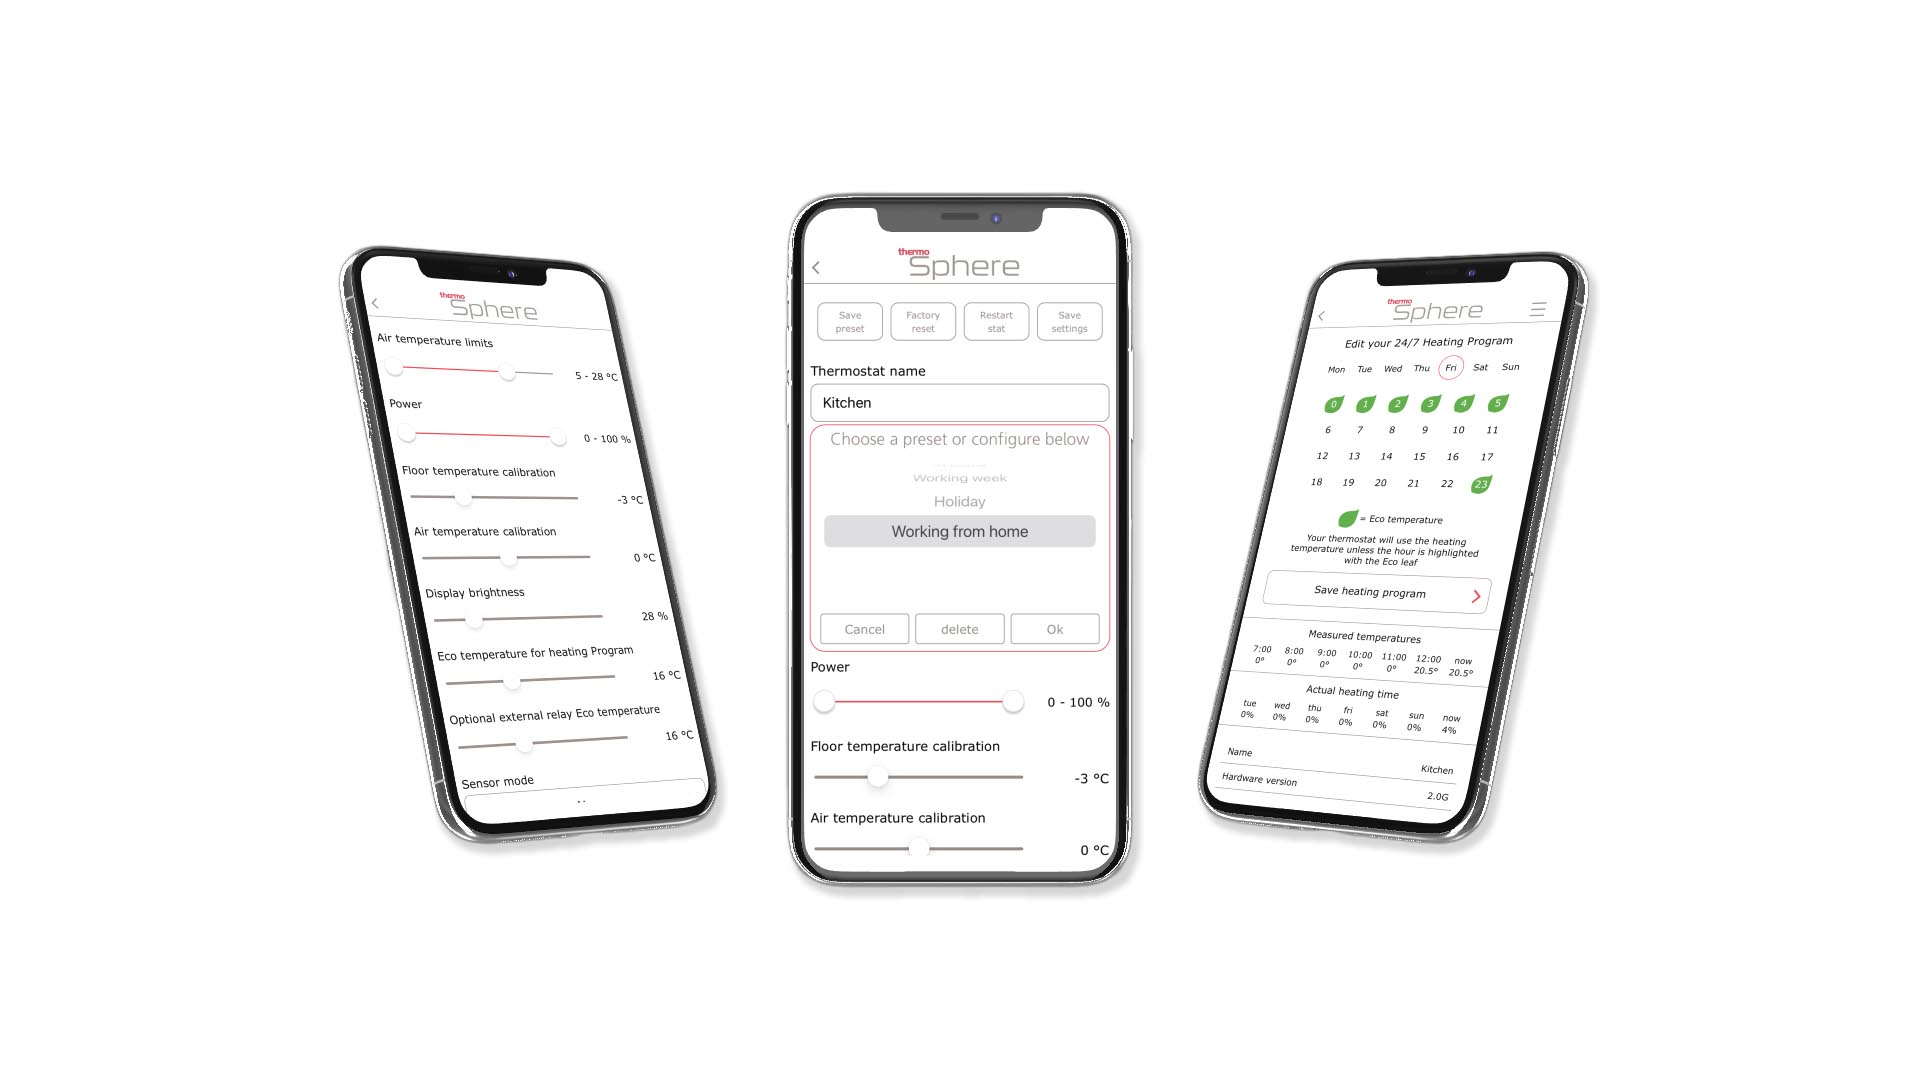 thermo
Sphere
Air temperature limits
5 - 28 °C
Power
0 - 100 %
Floor temperature calibration
-3 °C
Air temperature calibration
0 °C
Display brightness
28 %
Eco temperature for heating Program
16 °C
Optional external relay Eco temperature
16 °C
Sensor mode
thermo
Sphere
Save preset
Factory reset
Restart stat
Save settings
Thermostat name
Kitchen
Choose a preset or configure below
Working week
Holiday
Working from home
Cancel delete Ok
Power
0 - 100 %
Floor temperature calibration
-3 °C
Air temperature calibration
0 °C
thermo
Sphere
Edit your 24/7 Heating Program
Mon Tue Wed Thu Fri Sat Sun
0 1 2 3 4 5
6 7 8 9 10 11
12 13 14 15 16 17
18 19 20 21 22 23
= Eco temperature
Your thermostat will use the heating
temperature unless the hour is highlighted
with the Eco leaf
Save heating program
Measured temperatures
7:00 8:00 9:00 10:00 11:00 12:00 now
0° 0° 0° 0° 0° 20.5° 20.5°
Actual heating time
tue wed thu fri sat sun now
0% 0% 0% 0% 0% 0% 4%
Name Kitchen
Hardware version 2.0G